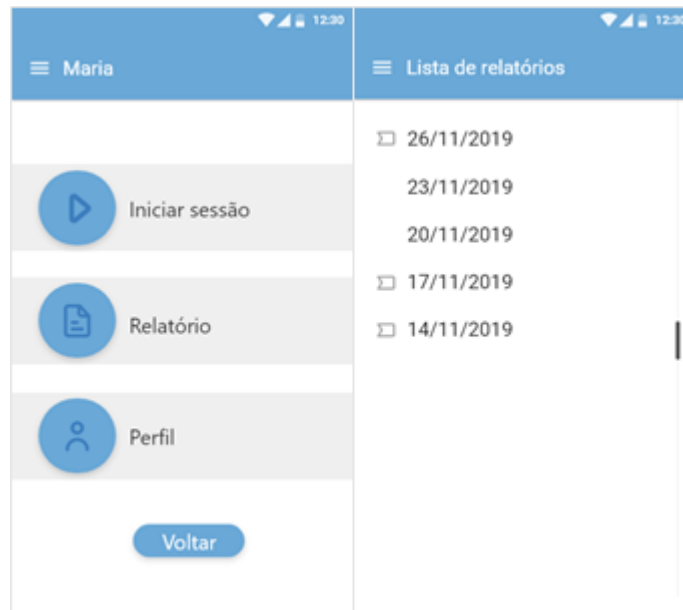 12:30
Maria
Iniciar sessão
Relatório
Perfil
Voltar
12:30
Lista de relatórios
26/11/2019
23/11/2019
20/11/2019
17/11/2019
14/11/2019